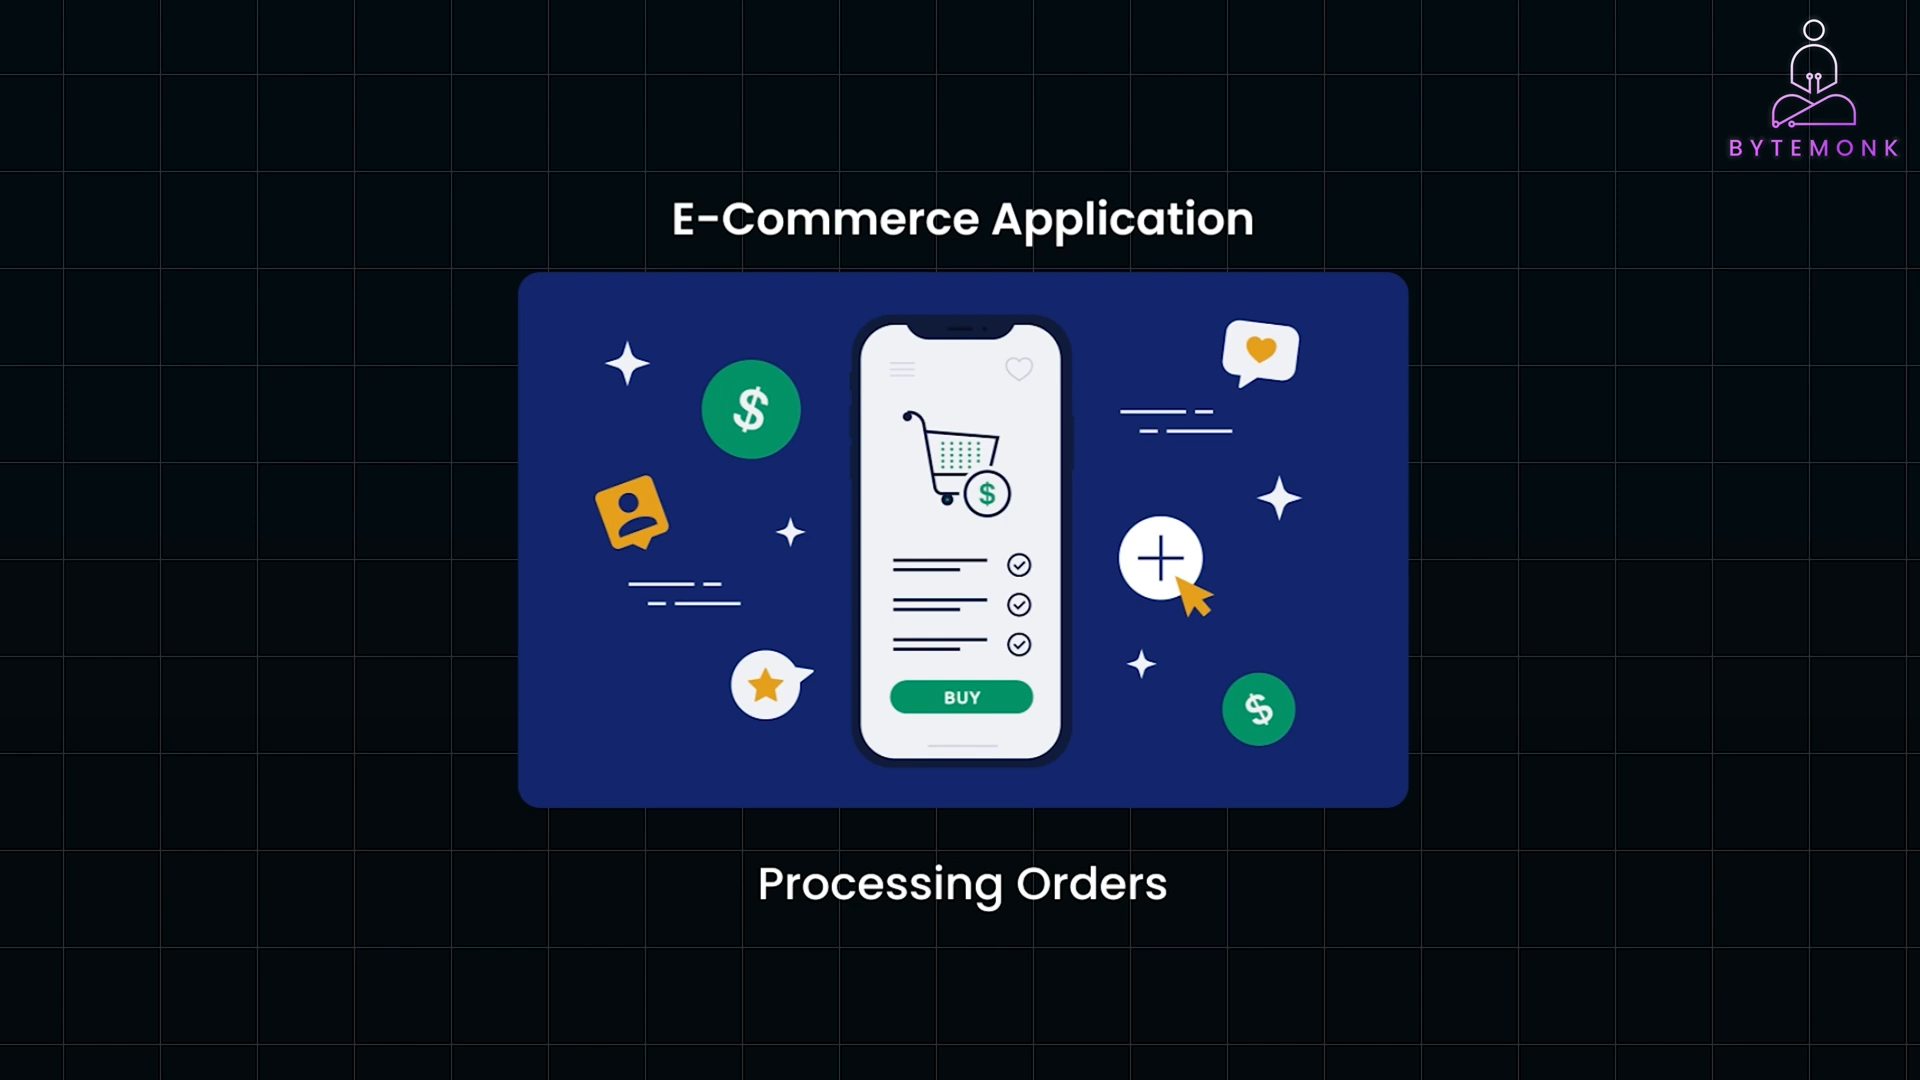 BYTEMONK
E-Commerce Application
$
$
BUY
$
Processing Orders